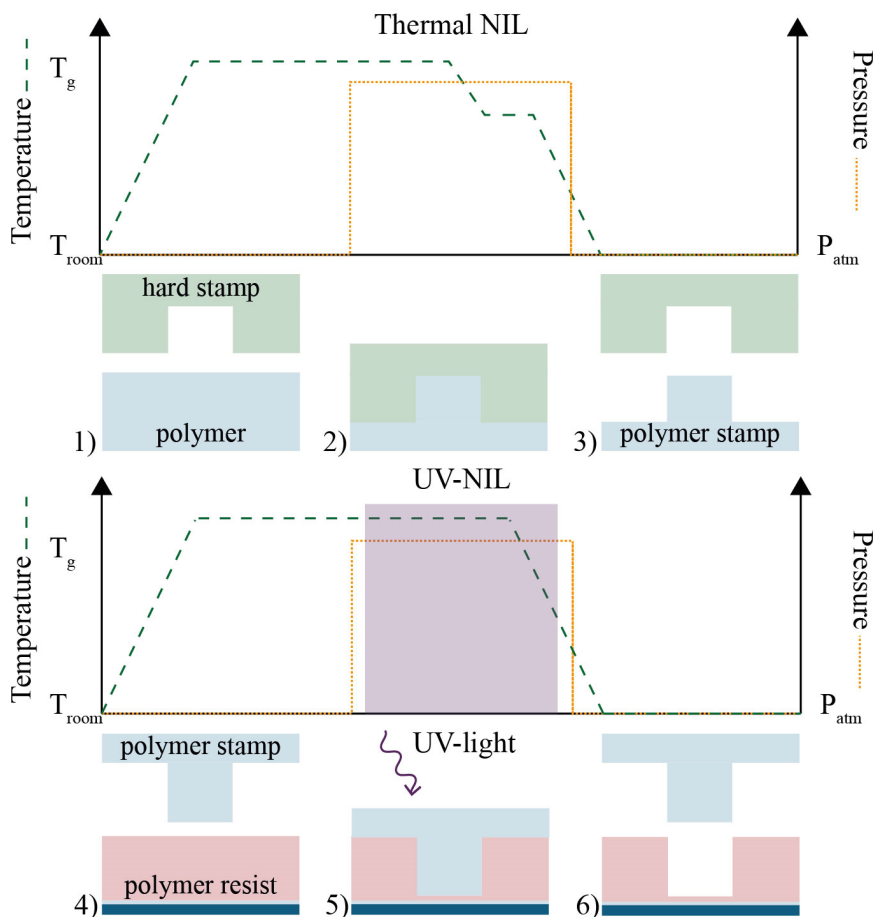 Thermal NIL
Temperature
Tg
Troom
Pressure
Patm
hard stamp
polymer
1)
2)
3)
polymer stamp
UV-NIL
Temperature
Tg
Troom
Pressure
Patm
UV-light
polymer stamp
polymer resist
4)
5)
6)